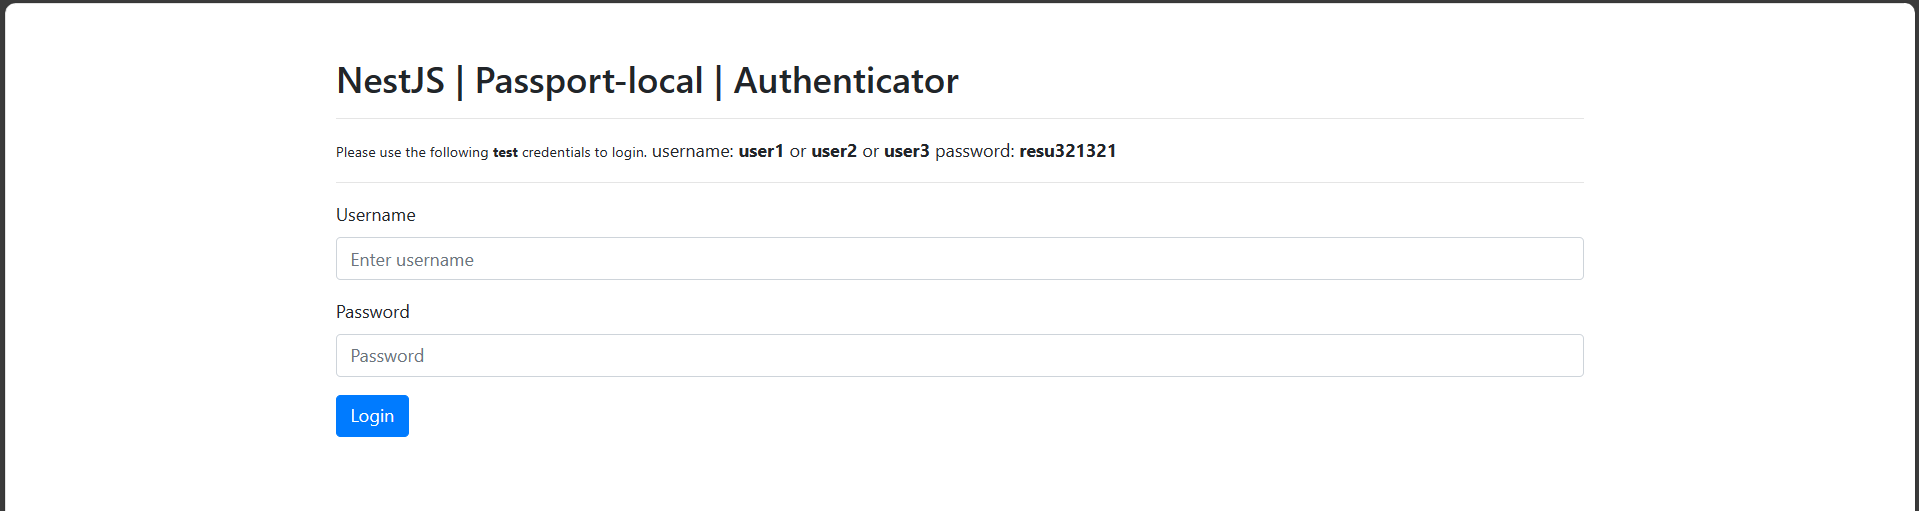 NestJS | Passport-local | Authenticator
Please use the following test credentials to login. username: user1 or user2 or user3 password: resu321321
Username
Enter username
Password
Password
Login